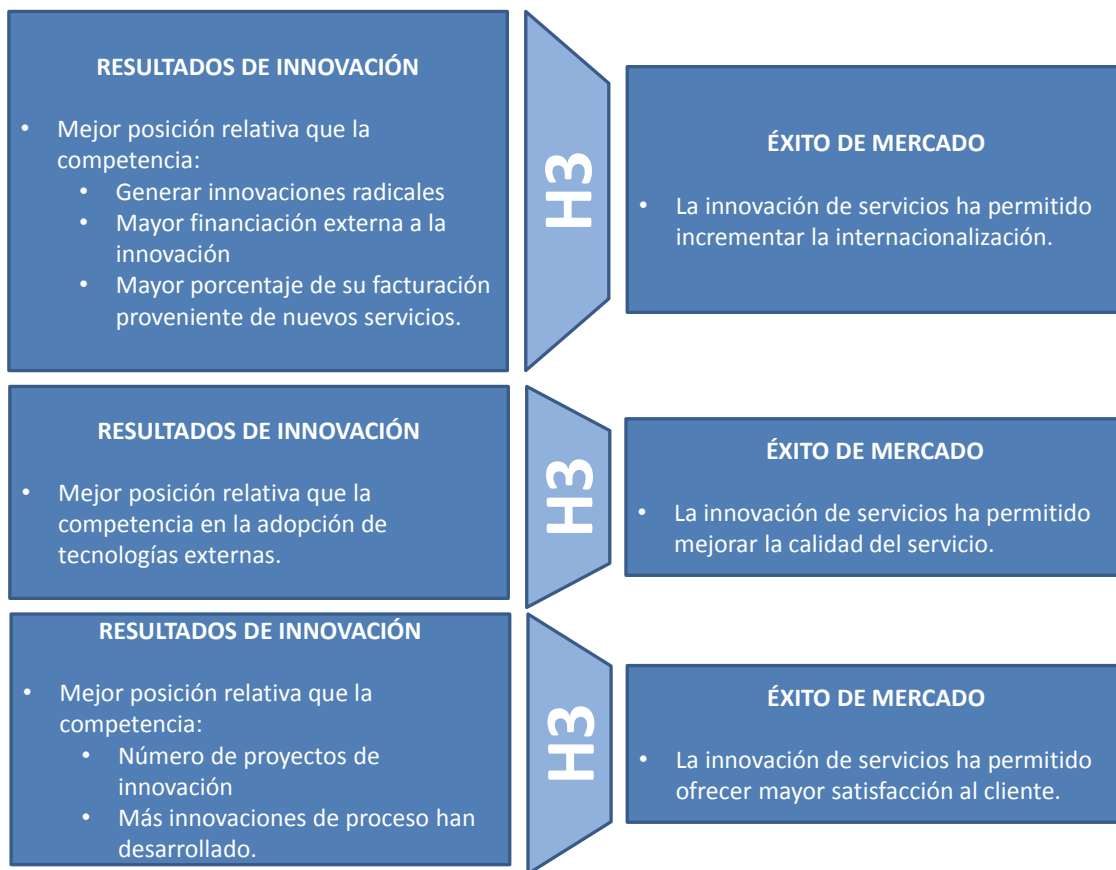 RESULTADOS DE INNOVACIÓN
• Mejor posición relativa que la
competencia:
• Generar innovaciones radicales
• Mayor financiación externa a la
innovación
• Mayor porcentaje de su facturación
proveniente de nuevos servicios.
H3
ÉXITO DE MERCADO
• La innovación de servicios ha permitido
incrementar la internacionalización.
RESULTADOS DE INNOVACIÓN
• Mejor posición relativa que la
competencia en la adopción de
tecnologías externas.
H3
ÉXITO DE MERCADO
• La innovación de servicios ha permitido
mejorar la calidad del servicio.
RESULTADOS DE INNOVACIÓN
• Mejor posición relativa que la
competencia:
• Número de proyectos de
innovación
• Más innovaciones de proceso han
desarrollado.
H3
ÉXITO DE MERCADO
• La innovación de servicios ha permitido
ofrecer mayor satisfacción al cliente.